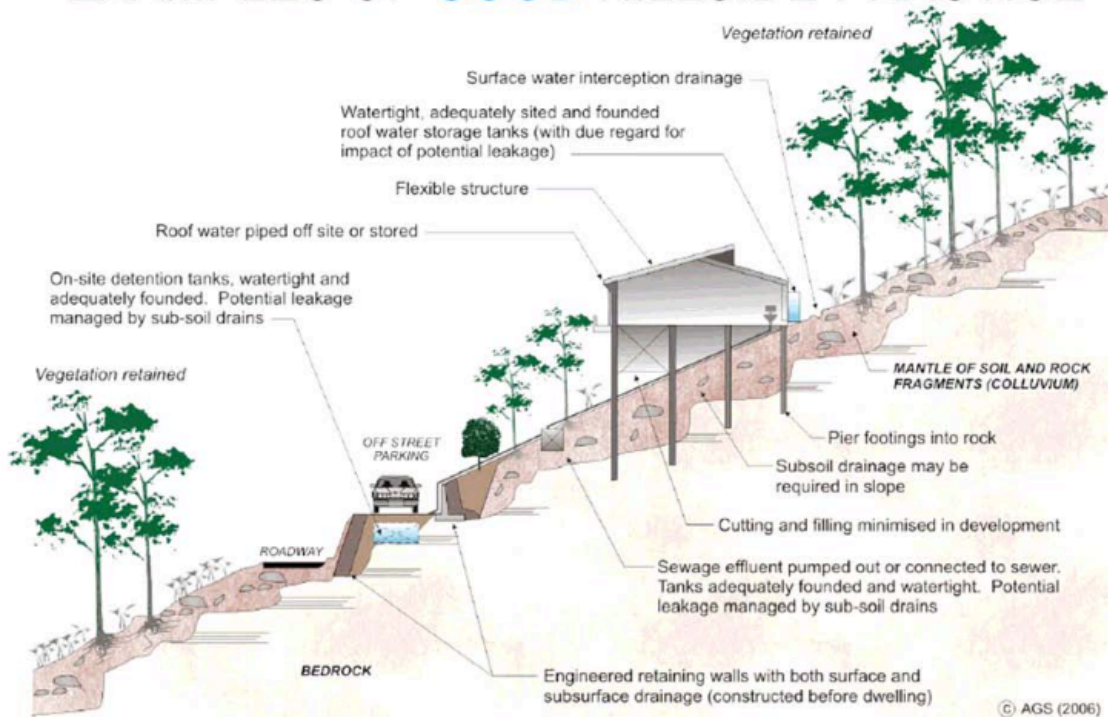 Vegetation retained
Surface water interception drainage
Watertight, adequately sited and founded
roof water storage tanks (with due regard for
impact of potential leakage)
Flexible structure
Roof water piped off site or stored
On-site detention tanks, watertight and
adequately founded. Potential leakage
managed by sub-soil drains
Vegetation retained
MANTLE OF SOIL AND ROCK
FRAGMENTS (COLLUVIUM)
OFF STREET
PARKING
Pier footings into rock
Subsoil drainage may be
required in slope
Cutting and filling minimised in development
ROADWAY
Sewage effluent pumped out or connected to sewer.
Tanks adequately founded and watertight. Potential
leakage managed by sub-soil drains
BEDROCK
Engineered retaining walls with both surface and
subsurface drainage (constructed before dwelling)
© AGS (2006)